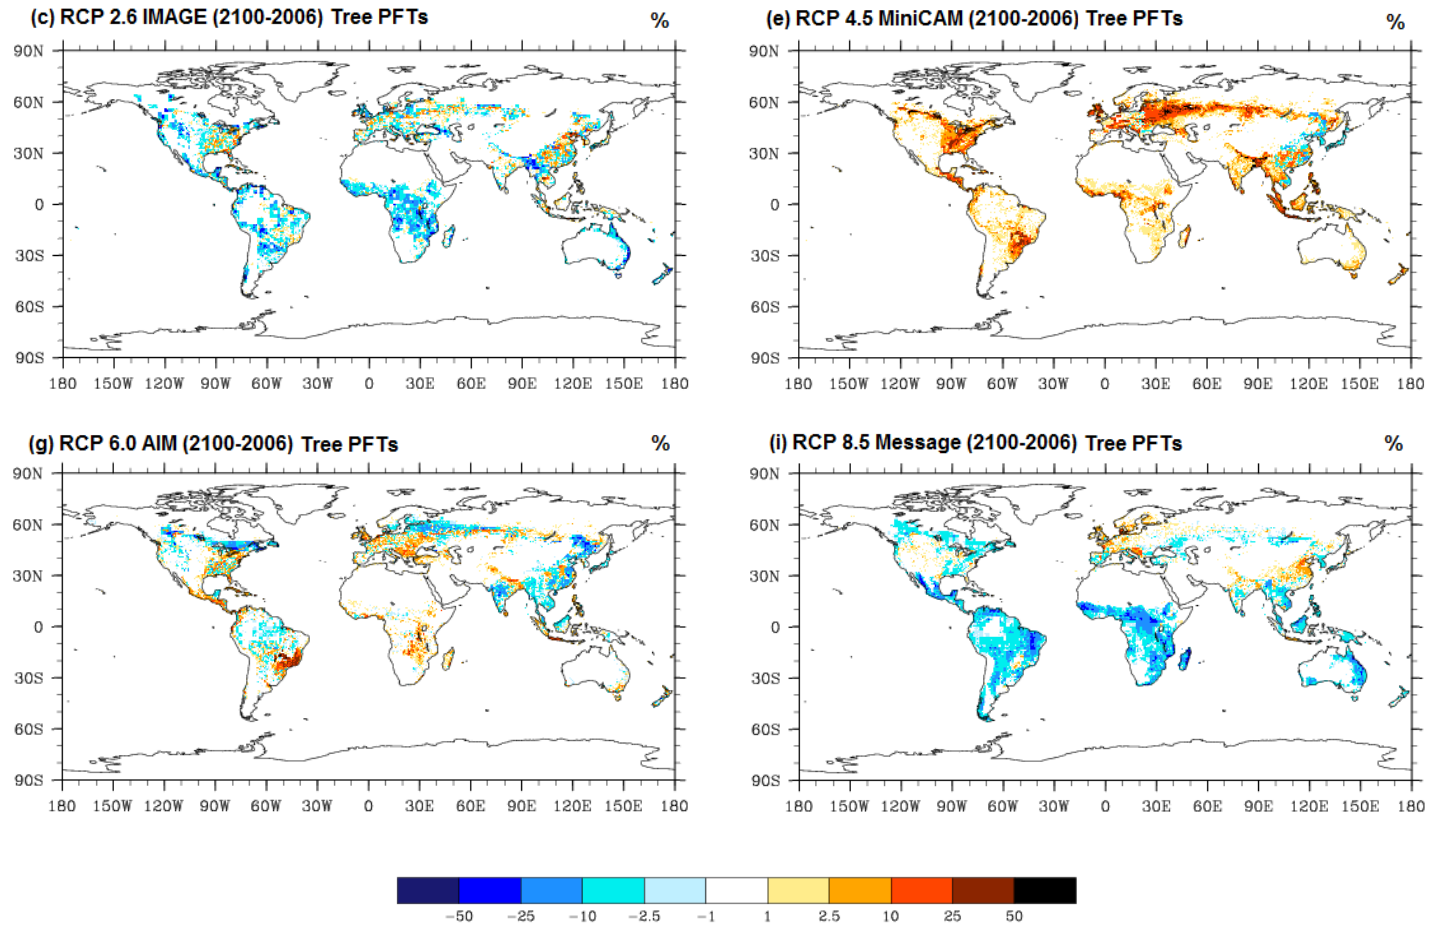 (c) RCP 2.6 IMAGE (2100-2006) Tree PFTs %
90N
60N
30N
0
30S
60S
90S
180 150W 120W 90W 60W 30W 0 30E 60E 90E 120E 150E 180
(e) RCP 4.5 MiniCAM (2100-2006) Tree PFTs %
90N
60N
30N
0
30S
60S
90S
180 150W 120W 90W 60W 30W 0 30E 60E 90E 120E 150E 180
(g) RCP 6.0 AIM (2100-2006) Tree PFTs %
90N
60N
30N
0
30S
60S
90S
180 150W 120W 90W 60W 30W 0 30E 60E 90E 120E 150E 180
(i) RCP 8.5 Message (2100-2006) Tree PFTs %
90N
60N
30N
0
30S
60S
90S
180 150W 120W 90W 60W 30W 0 30E 60E 90E 120E 150E 180
-50 -25 -10 -2.5 -1 1 2.5 10 25 50